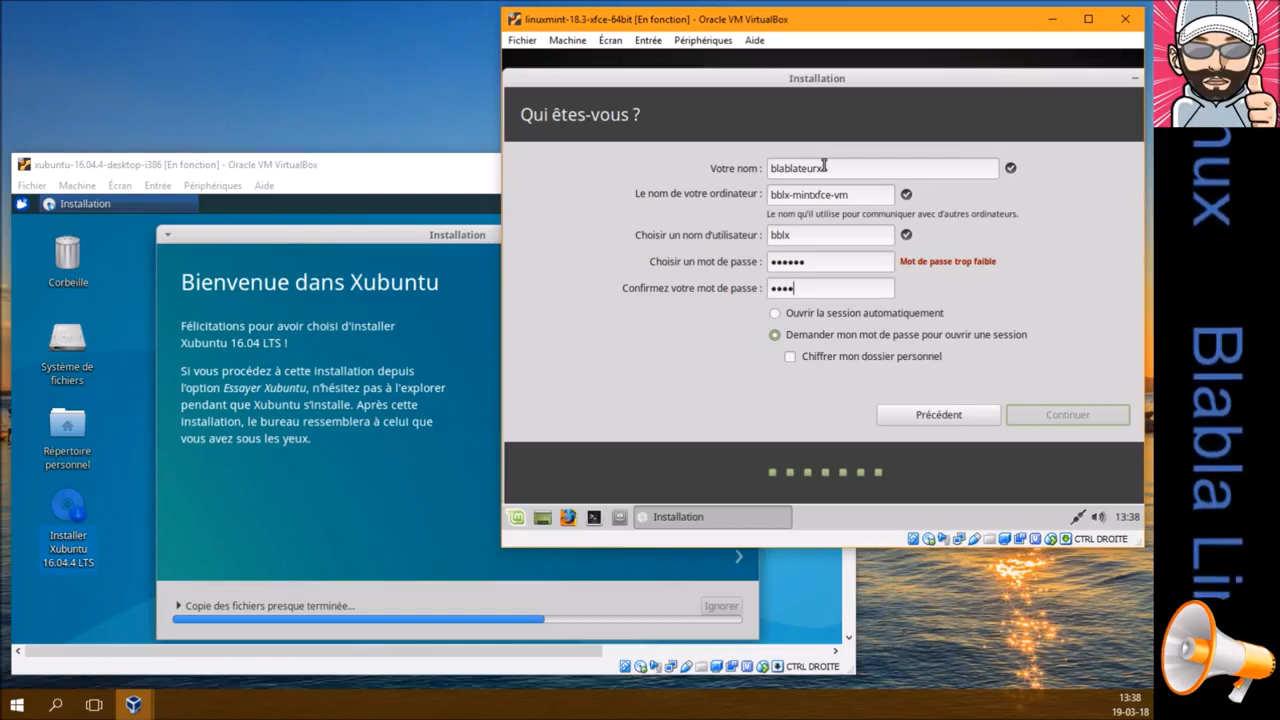 linuxmint-18.3-xfce-64bit [En fonction] - Oracle VM VirtualBox
Fichier Machine Écran Entrée Périphériques Aide
Installation
Qui êtes-vous ?
Votre nom : blablateurx
Le nom de votre ordinateur : bblx-mintxfce-vm
Le nom qu'il utilise pour communiquer avec d'autres ordinateurs.
Choisir un nom d'utilisateur : bblx
Choisir un mot de passe : •••••• Mot de passe trop faible
Confirmez votre mot de passe : ••••
Ouvrir la session automatiquement
Demander mon mot de passe pour ouvrir une session
Chiffrer mon dossier personnel
Précédent Continuer
Installation 13:38
CTRL DROITE
xubuntu-16.04.4-desktop-i386 [En fonction] - Oracle VM VirtualBox
Fichier Machine Écran Entrée Périphériques Aide
Installation
Corbeille
Système de
fichiers
Répertoire
personnel
Installer
Xubuntu
16.04.4 LTS
Installation
Bienvenue dans Xubuntu
Félicitations pour avoir choisi d'installer
Xubuntu 16.04 LTS !
Si vous procédez à cette installation depuis
l'option Essayer Xubuntu, n'hésitez pas à l'explorer
pendant que Xubuntu s'installe. Après cette
installation, le bureau ressemblera à celui que
vous avez sous les yeux.
Copie des fichiers presque terminée...
Ignorer
CTRL DROITE
13:38
19-03-18
Blabla Lin
nux